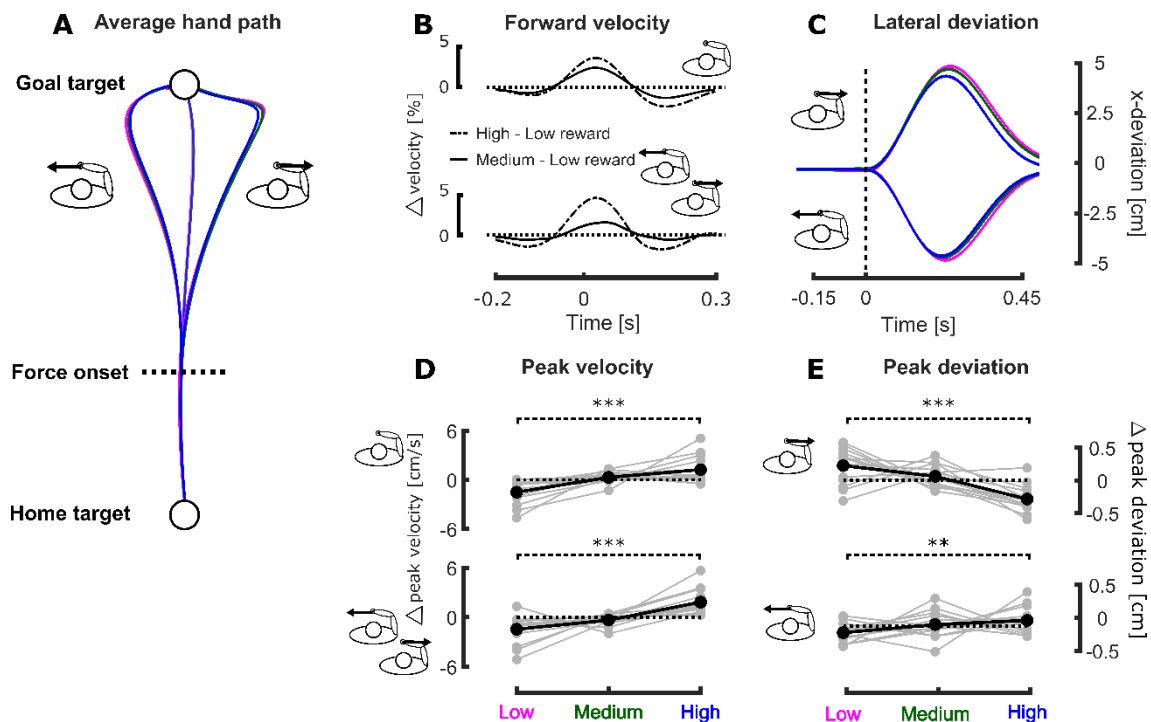 A Average hand path
Goal target
Force onset
Home target
B Forward velocity
5
0
5
0
△ velocity [%]
High - Low reward
Medium - Low reward
-0.2 0 0.3
Time [s]
C Lateral deviation
5
2.5
0
-2.5
-5
x-deviation [cm]
-0.15 0 0.45
Time [s]
D Peak velocity
***
6
0
-6
***
6
0
-6
△ peak velocity [cm/s]
Low Medium High
E Peak deviation
***
0.5
0
-0.5
**
0.5
0
-0.5
△ peak deviation [cm]
Low Medium High